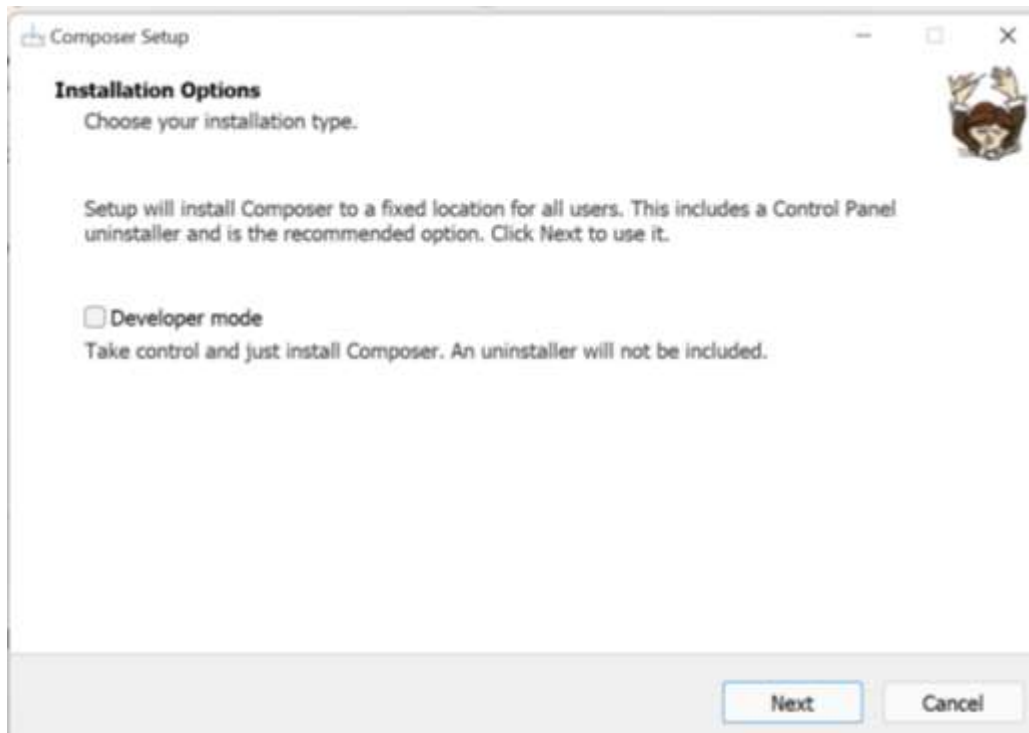 Composer Setup
Installation Options
Choose your installation type.
Setup will install Composer to a fixed location for all users. This includes a Control Panel
uninstaller and is the recommended option. Click Next to use it.
Developer mode
Take control and just install Composer. An uninstaller will not be included.
Next
Cancel